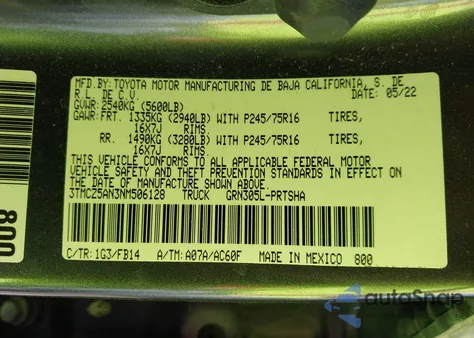 MFD.BY: TOYOTA MOTOR MANUFACTURING DE BAJA CALIFORNIA, S. DE
R.L. DE C.V. 05/22
GVWR: 2540KG (5600LB)
GAWR: FRT. 1335KG (2940LB) WITH P245/75R16 TIRES,
16X7J RIMS
RR. 1490KG (3280LB) WITH P245/75R16 TIRES,
16X7J RIMS
THIS VEHICLE CONFORMS TO ALL APPLICABLE FEDERAL MOTOR
VEHICLE SAFETY AND THEFT PREVENTION STANDARDS IN EFFECT ON
THE DATE OF MANUFACTURE SHOWN ABOVE.
3TMCZ5AN3NM506128 TRUCK GRN305L-PRTSHA
C/TR: 1G3/FB14 A/TM: A07A/AC60F MADE IN MEXICO 800
008
autoSnap